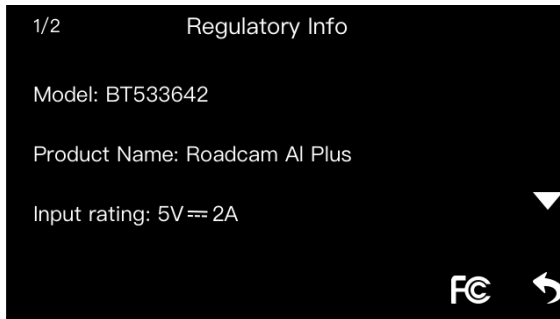 1/2 Regulatory Info
Model: BT533642
Product Name: Roadcam AI Plus
Input rating: 5V⎓2A
FC